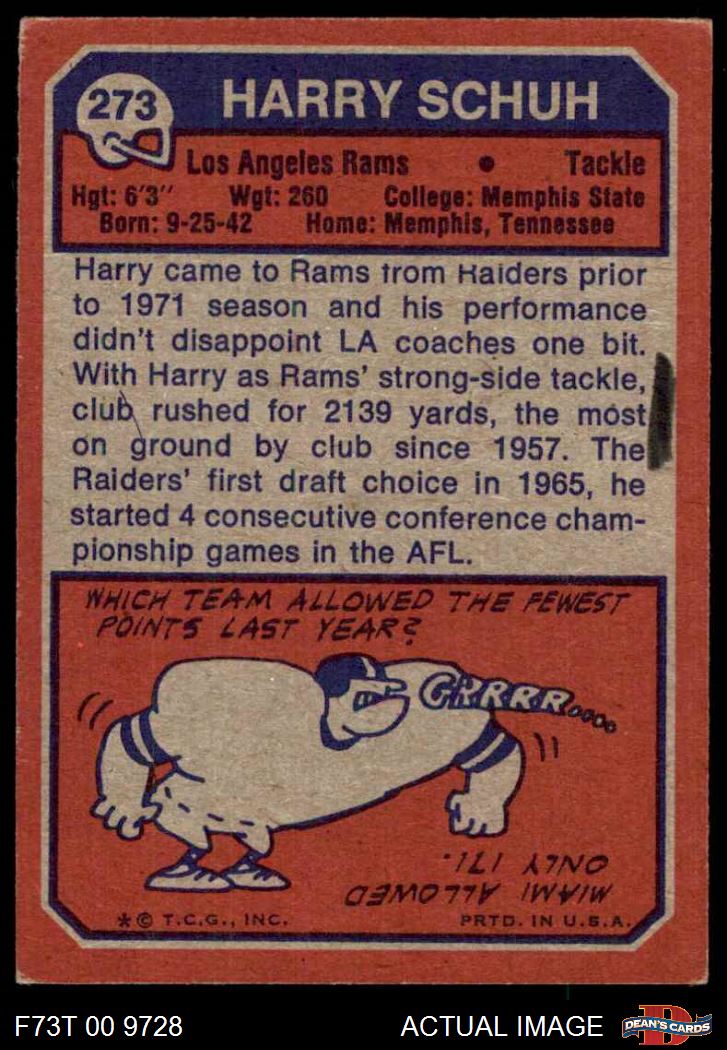 273
HARRY SCHUH
Los Angeles Rams • Tackle
Hgt: 6'3" Wgt: 260 College: Memphis State
Born: 9-25-42 Home: Memphis, Tennessee
Harry came to Rams from Raiders prior
to 1971 season and his performance
didn't disappoint LA coaches one bit.
With Harry as Rams' strong-side tackle,
club rushed for 2139 yards, the most
on ground by club since 1957. The
Raiders' first draft choice in 1965, he
started 4 consecutive conference cham-
pionship games in the AFL.
WHICH TEAM ALLOWED THE FEWEST
POINTS LAST YEAR?
GRRRR....
MIAMI ALLOWED
ONLY 171.
*© T.C.G., INC. PRTD. IN U.S.A.
F73T 00 9728 ACTUAL IMAGE
D
DEAN'S CARDS